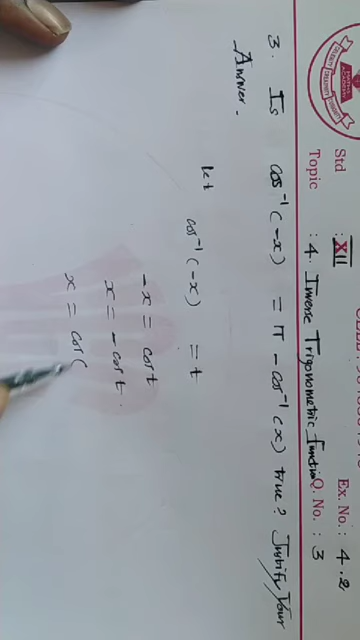 Std : XII Ex. No. : 4.2
Topic : 4. Inverse Trigonometric Function Q. No. : 3
3. Is cos⁻¹(-x) = π - cos⁻¹(x) true? Justify Your
Answer.
let cos⁻¹(-x) = t
-x = cos t
x = - cos t.
x = cos(